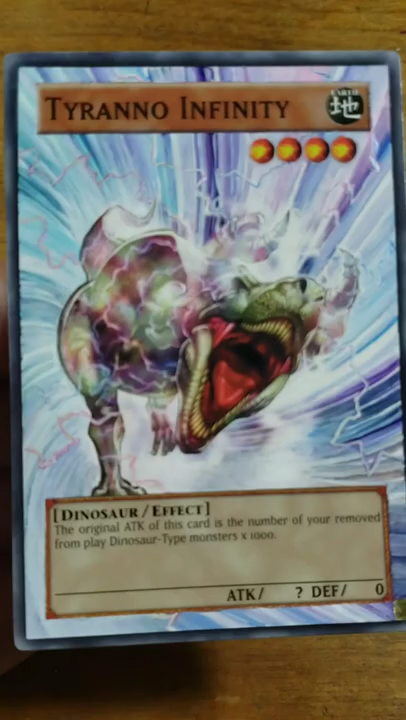 TYRANNO INFINITY
EARTH
地
[DINOSAUR / EFFECT]
The original ATK of this card is the number of your removed
from play Dinosaur-Type monsters x 1000.
ATK/ ? DEF/ 0